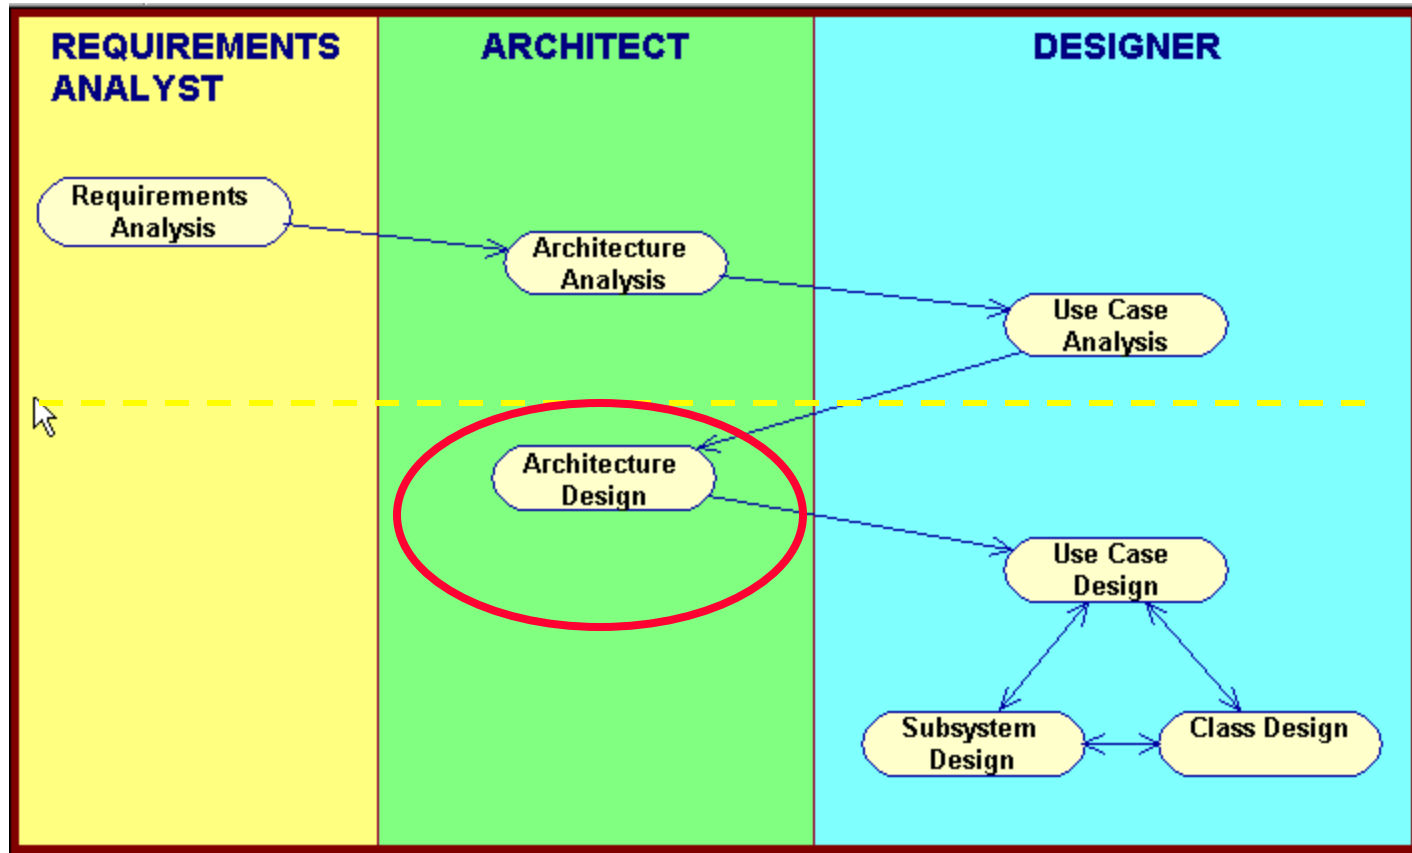 REQUIREMENTS
ANALYST
ARCHITECT
DESIGNER
Requirements
Analysis
Architecture
Analysis
Use Case
Analysis
Architecture
Design
Use Case
Design
Subsystem
Design
Class Design